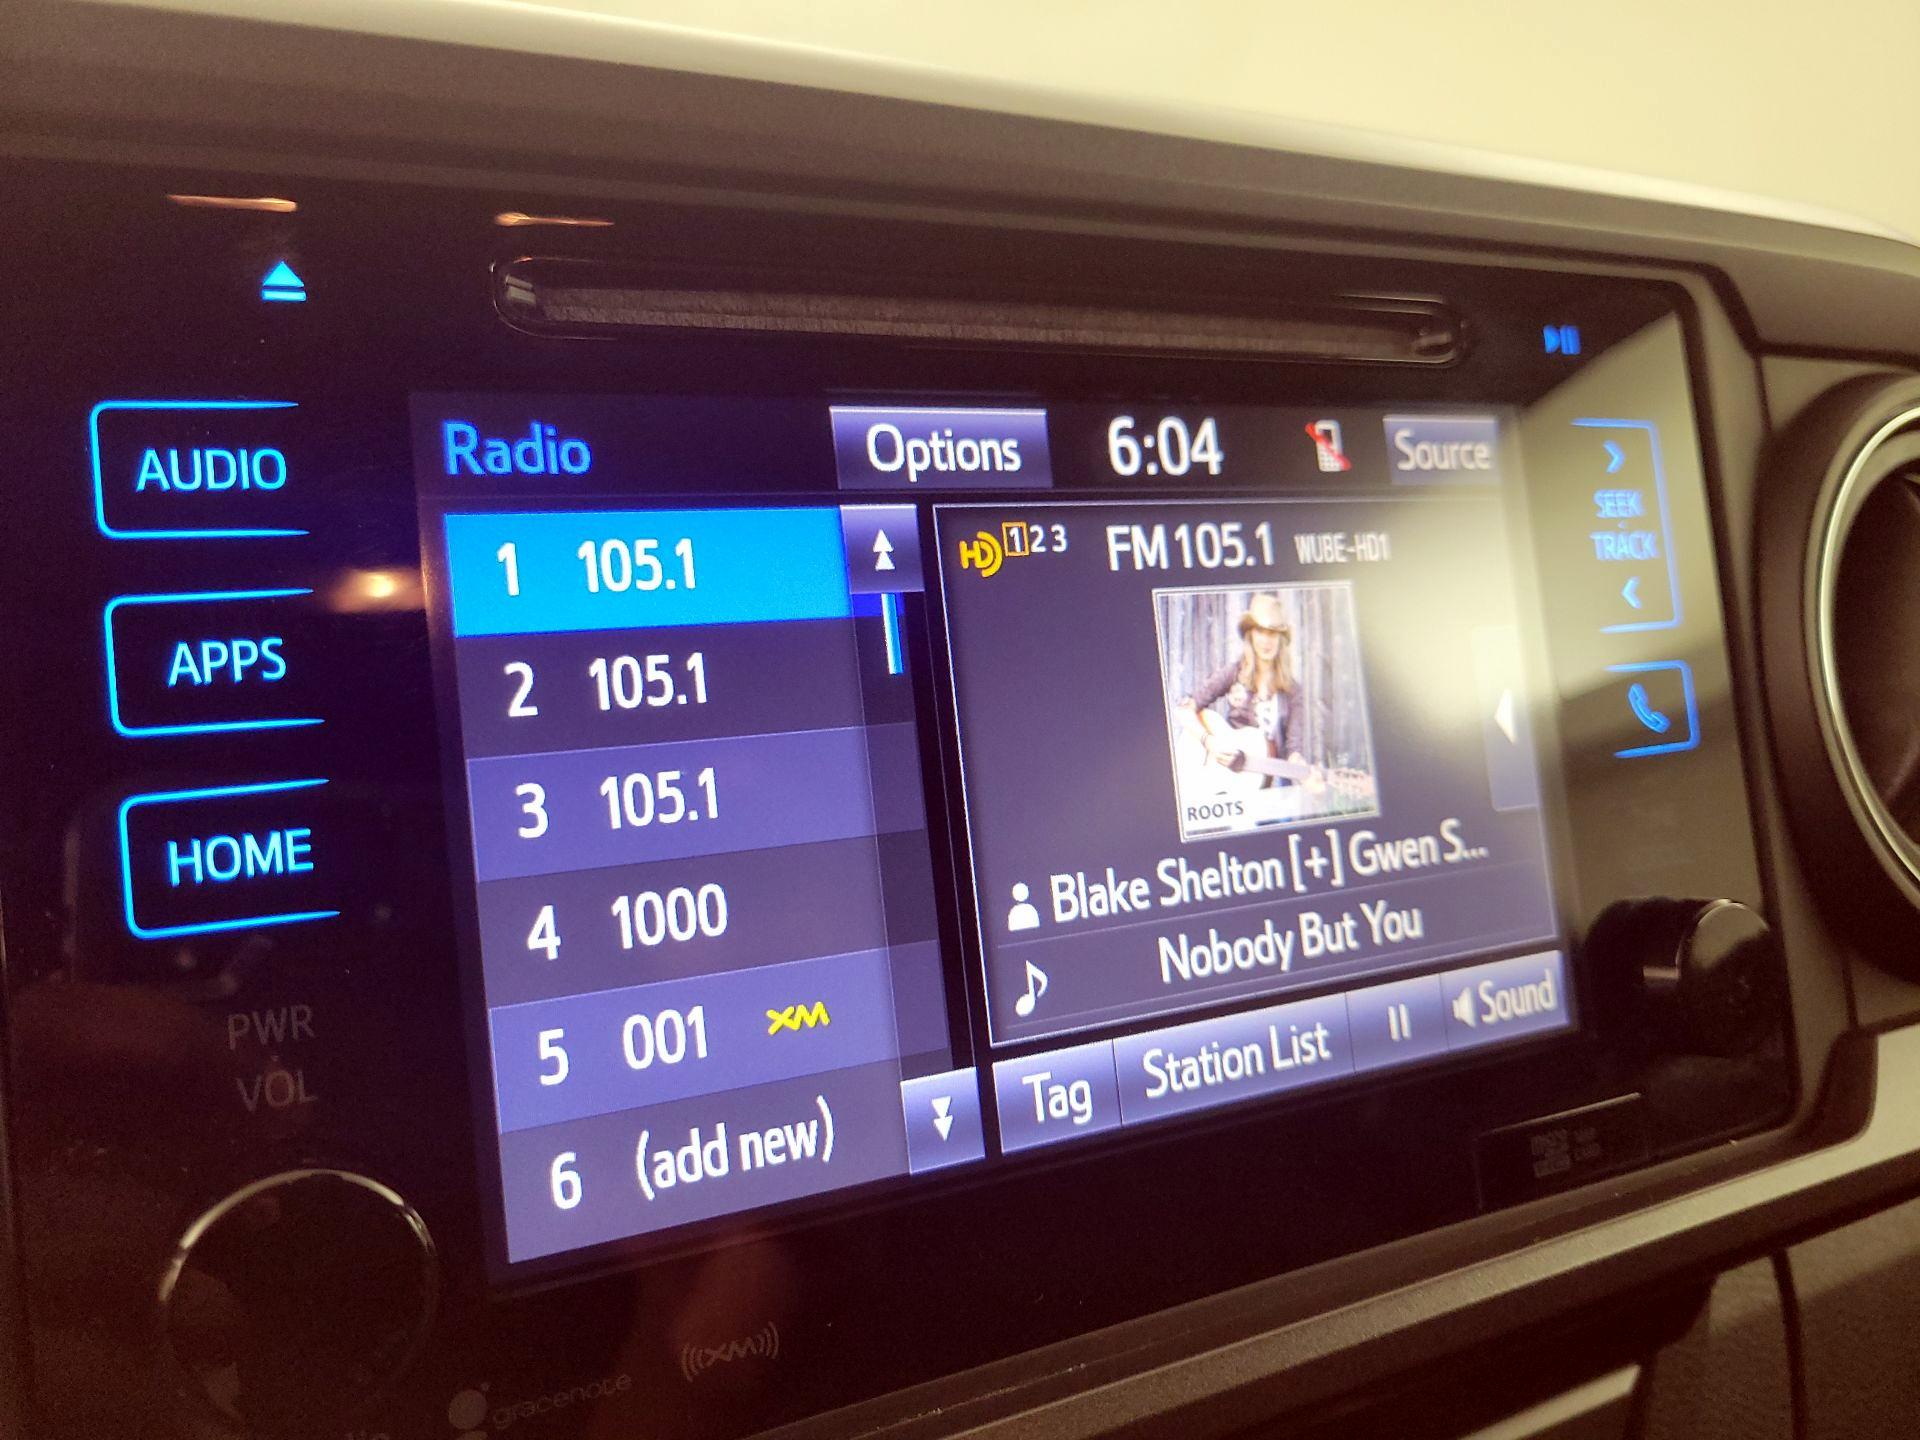 AUDIO
APPS
HOME
PWR
VOL
Radio
Options
6:04
Source
1 105.1
2 105.1
3 105.1
4 1000
5 001 XM
6 (add new)
HD 1 2 3 FM 105.1 WUBE-HD1
ROOTS
Blake Shelton [+] Gwen S...
Nobody But You
Tag
Station List
Sound
SEEK
TRACK
gracenote
((XM))